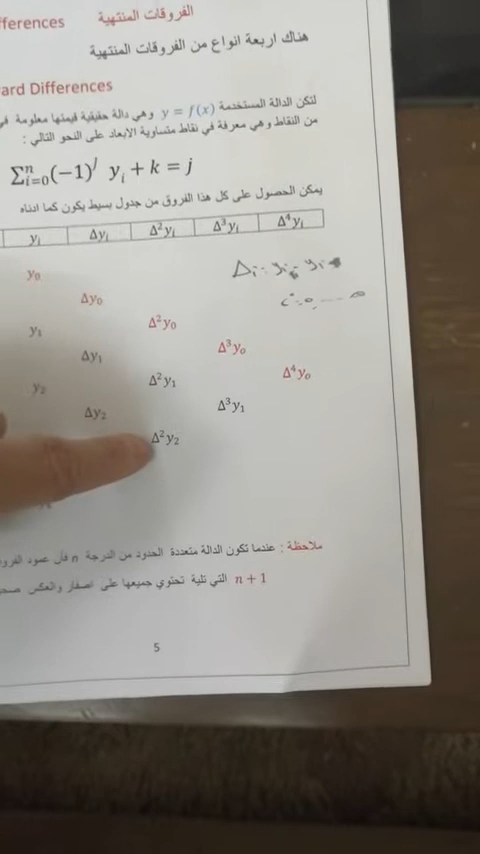 fferences الفروقات المنتهية
هناك اربعة انواع من الفروقات المنتهية
ard Differences
لتكن الدالة المستخدمة y = f(x) وهي دالة حقيقية قيمتها معلومة في
من النقاط وهي معرفة في نقاط متساوية الابعاد على النحو التالي :
∑ⁿᵢ₌₀(−1)ʲ yᵢ + k = j
يمكن الحصول على كل هذا الفروق من جدول بسيط يكون كما ادناه
yᵢ Δyᵢ Δ²yᵢ Δ³yᵢ Δ⁴yᵢ
y₀
Δy₀
y₁ Δ²y₀
Δy₁ Δ³y₀
y₂ Δ²y₁ Δ⁴y₀
Δy₂ Δ³y₁
Δ²y₂
ملاحظة : عندما تكون الدالة متعددة الحدود من الدرجة n فأن عمود الفرو
n + 1 التي تلية تحتوي جميعها على اصفار والعكس صح
5